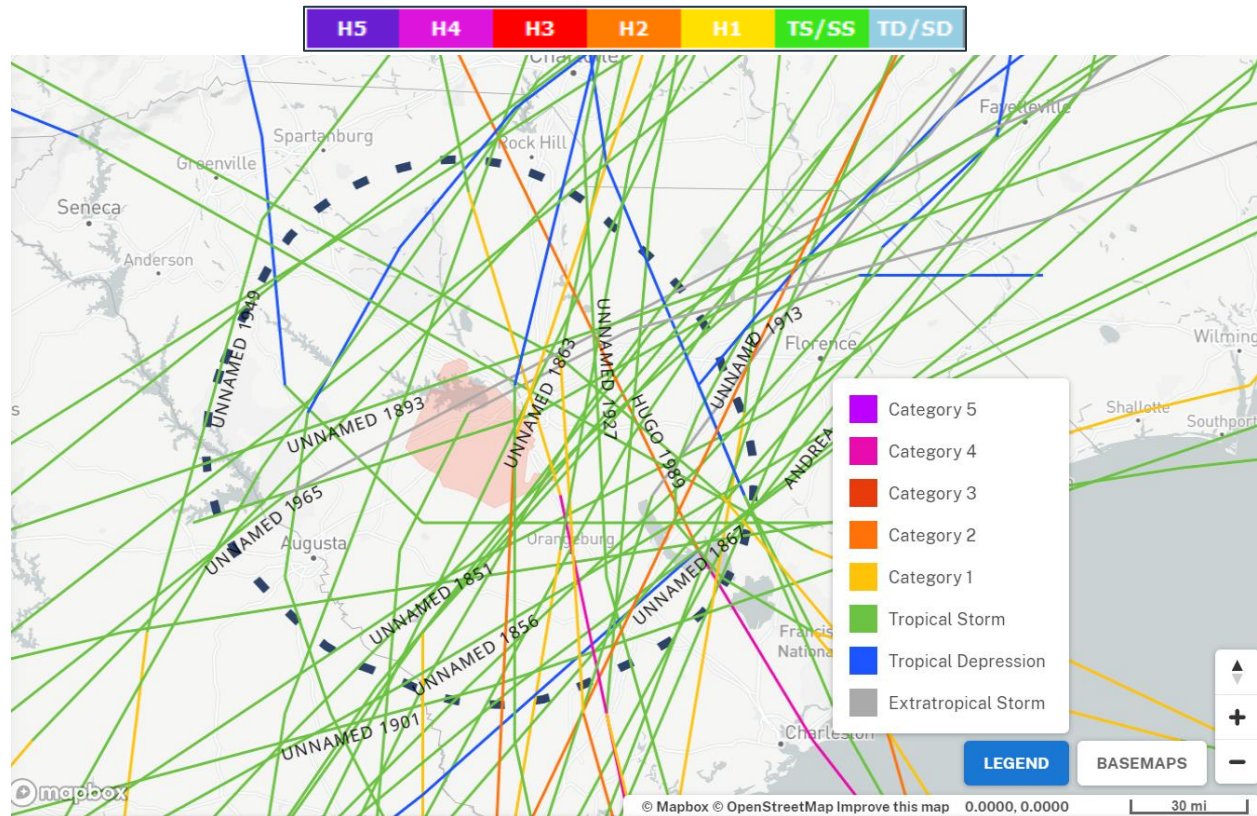 H5 H4 H3 H2 H1 TS/SS TD/SD
Charlotte
Fayetteville
Spartanburg
Rock Hill
Greenville
Seneca
Anderson
UNNAMED 1949
UNNAMED 1863
UNNAMED 1927
UNNAMED 1913
Florence
Wilming
HUGO 1989
UNNAMED 1893
ANDREA
Shallotte
Southport
UNNAMED 1965
Augusta
Orangeburg
UNNAMED 1867
UNNAMED 1851
UNNAMED 1856
Francis
National
UNNAMED 1901
Charleston
Category 5
Category 4
Category 3
Category 2
Category 1
Tropical Storm
Tropical Depression
Extratropical Storm
LEGEND
BASEMAPS
mapbox
© Mapbox © OpenStreetMap Improve this map 0.0000, 0.0000 30 mi